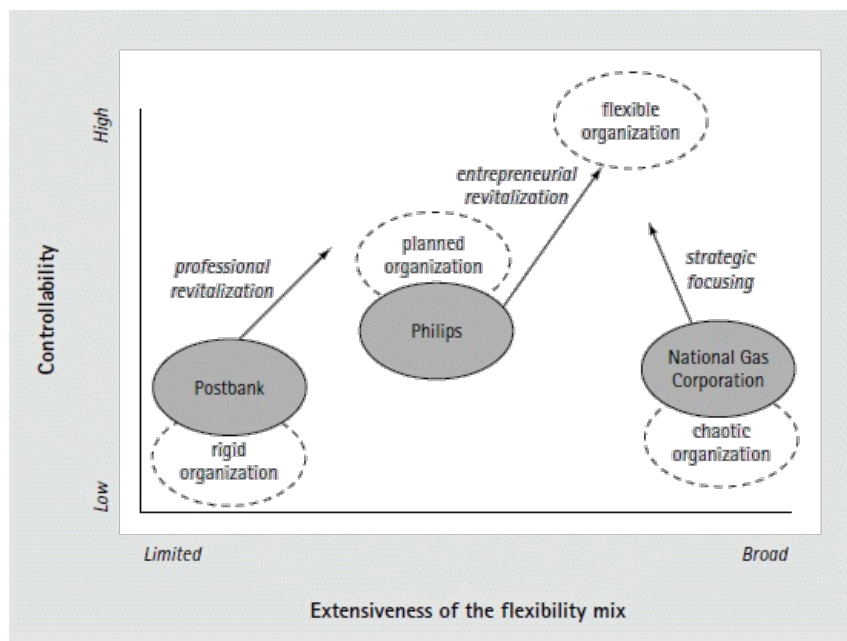 High
flexible
organization
entrepreneurial
revitalization
planned
organization
professional
revitalization
strategic
focusing
Controllability
Philips
National Gas
Corporation
Postbank
chaotic
organization
rigid
organization
Low
Limited
Broad
Extensiveness of the flexibility mix